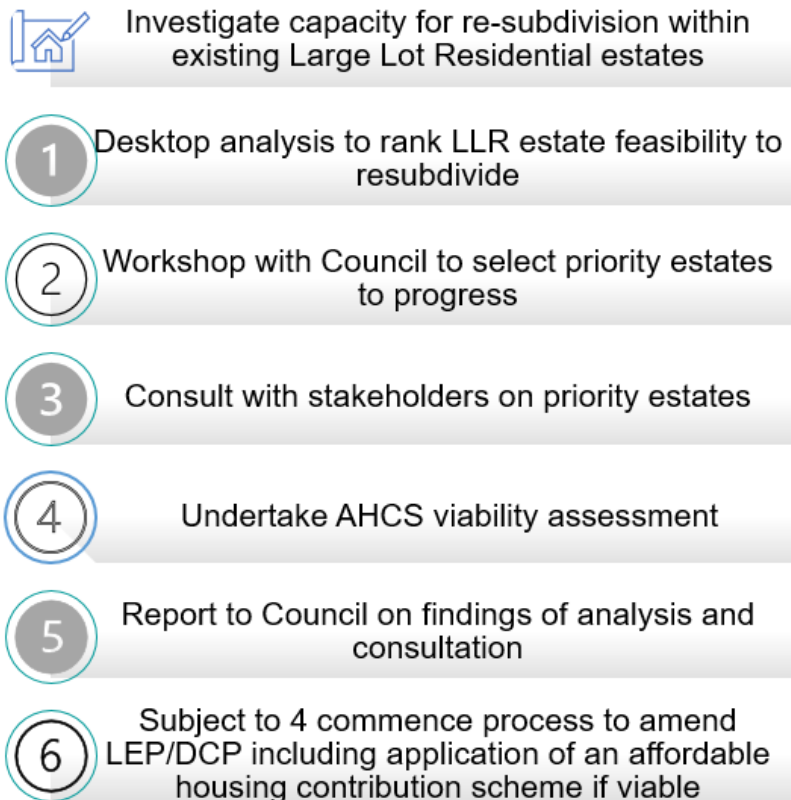 Investigate capacity for re-subdivision within
existing Large Lot Residential estates
1
Desktop analysis to rank LLR estate feasibility to
resubdivide
2
Workshop with Council to select priority estates
to progress
3
Consult with stakeholders on priority estates
4
Undertake AHCS viability assessment
5
Report to Council on findings of analysis and
consultation
6
Subject to 4 commence process to amend
LEP/DCP including application of an affordable
housing contribution scheme if viable